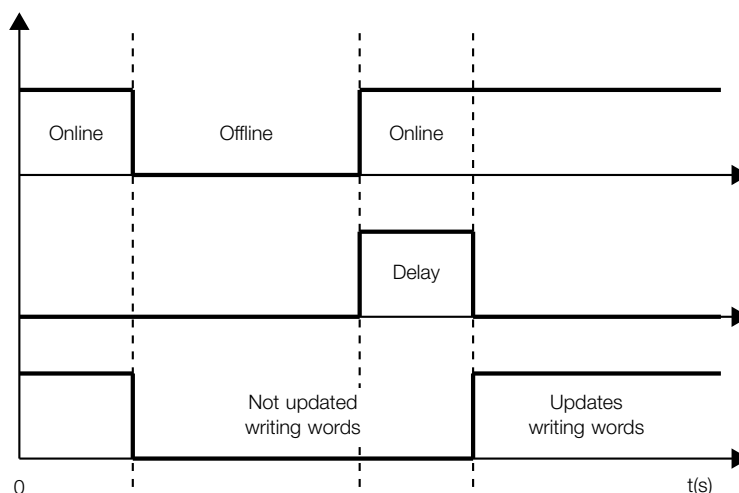 Online
Offline
Online
Delay
Not updated
writing words
Updates
writing words
0
t(s)